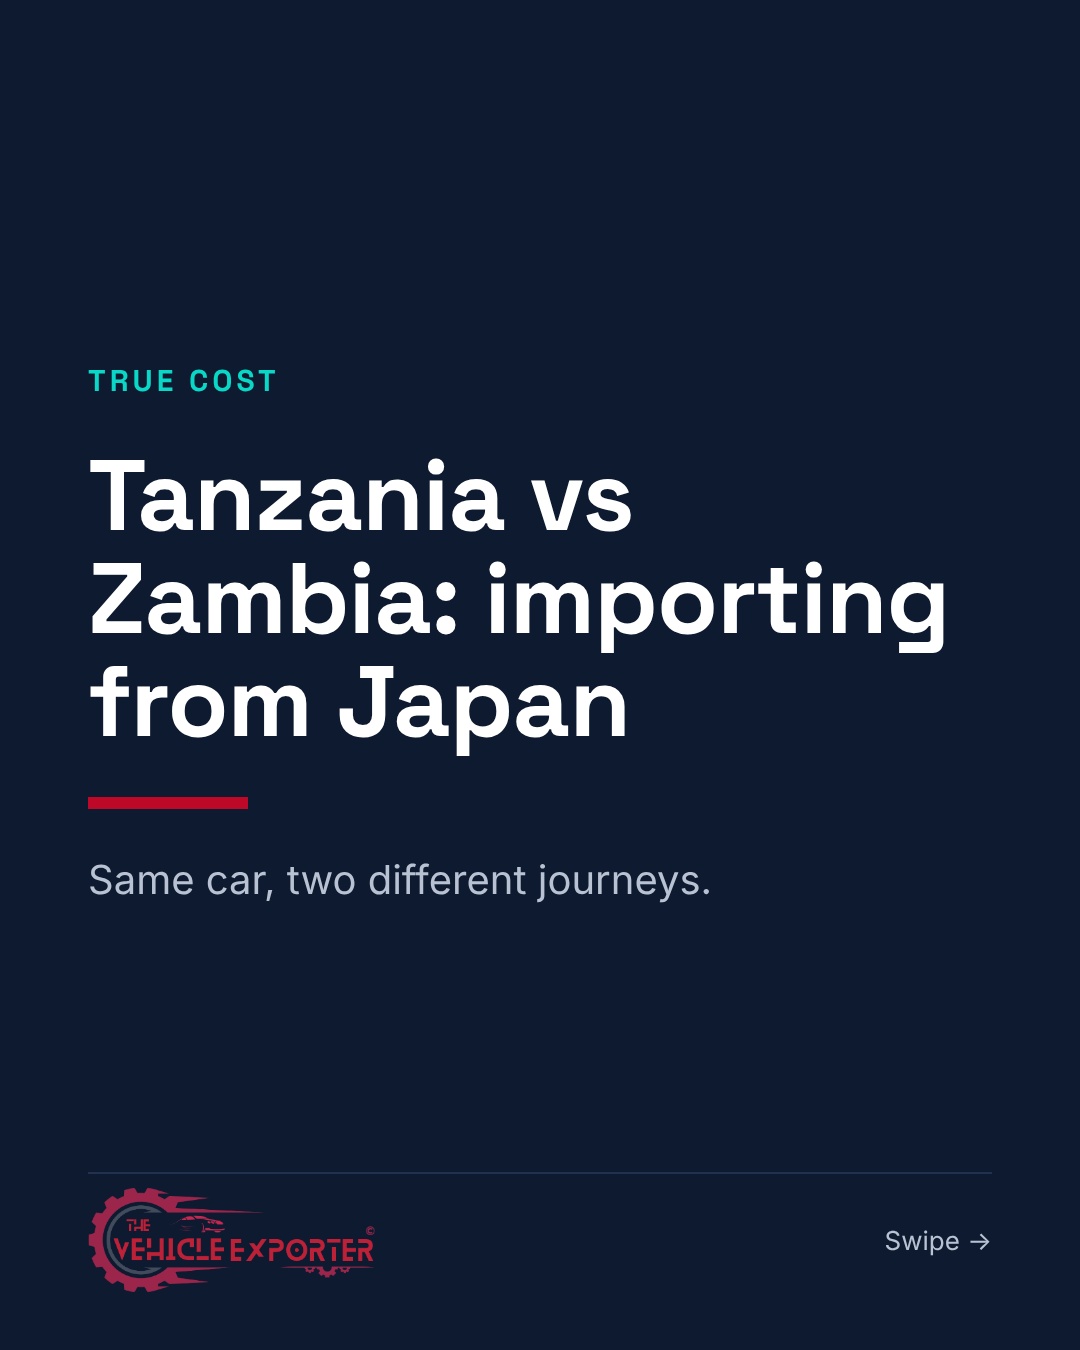 TRUE COST
Tanzania vs
Zambia: importing
from Japan
Same car, two different journeys.
THE
VEHICLE EXPORTER ©
Swipe →